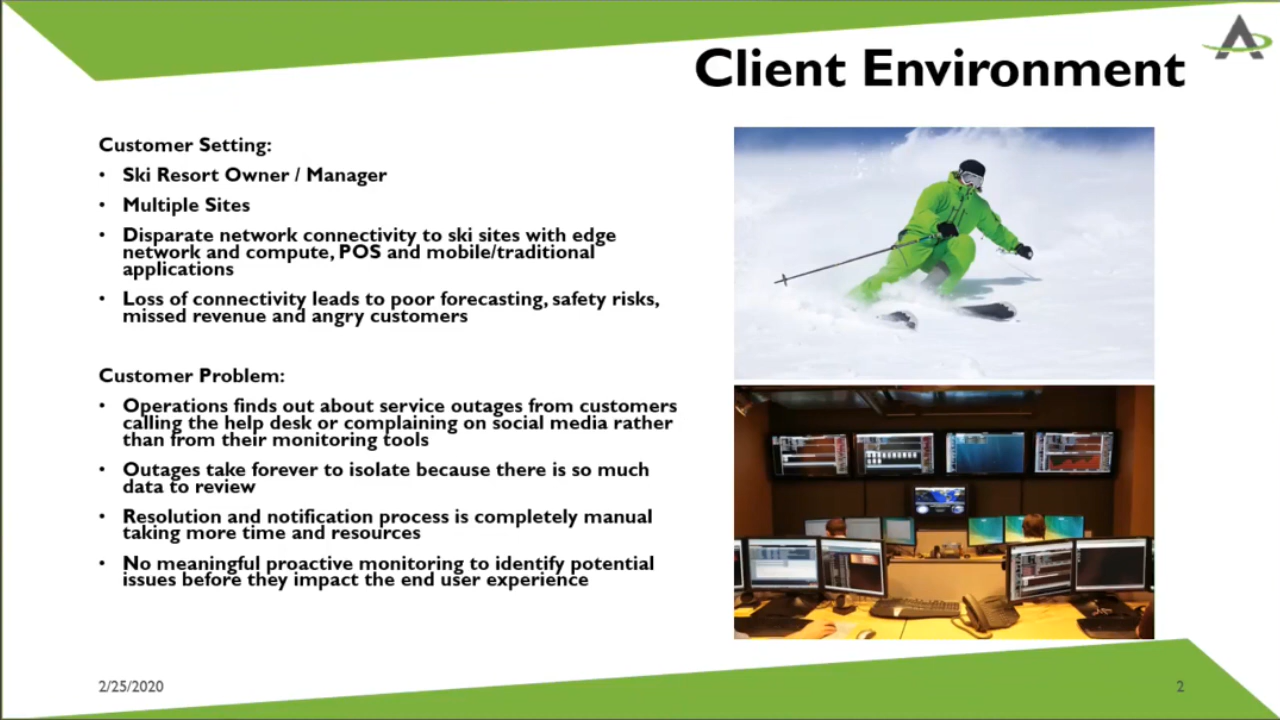 Client Environment
Customer Setting:
• Ski Resort Owner / Manager
• Multiple Sites
• Disparate network connectivity to ski sites with edge
network and compute, POS and mobile/traditional
applications
• Loss of connectivity leads to poor forecasting, safety risks,
missed revenue and angry customers
Customer Problem:
• Operations finds out about service outages from customers
calling the help desk or complaining on social media rather
than from their monitoring tools
• Outages take forever to isolate because there is so much
data to review
• Resolution and notification process is completely manual
taking more time and resources
• No meaningful proactive monitoring to identify potential
issues before they impact the end user experience
2/25/2020
2